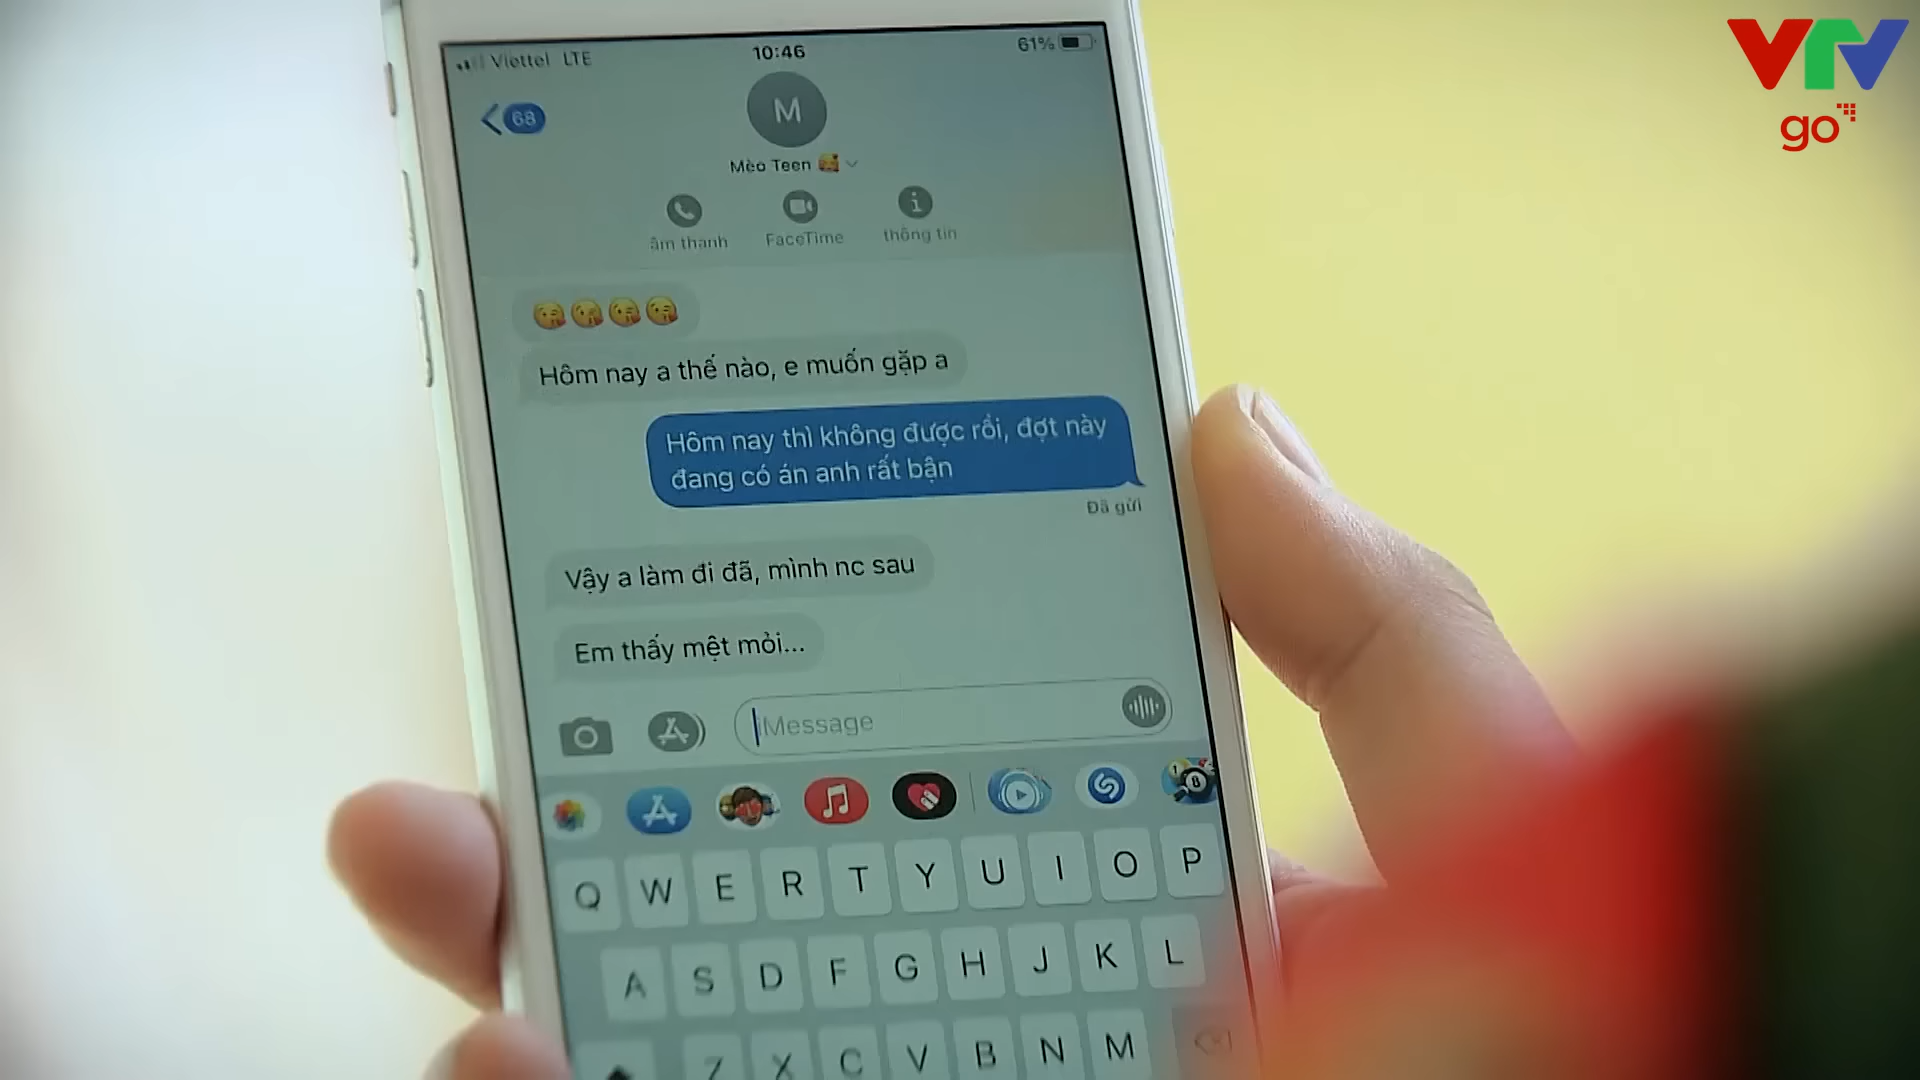 VTV
go
Viettel LTE
10:46
61%
68
M
Mèo Teen 🥰
âm thanh
FaceTime
thông tin
😘😘😘😘
Hôm nay a thế nào, e muốn gặp a
Hôm nay thì không được rồi, đợt này
đang có án anh rất bận
Đã gửi
Vậy a làm đi đã, mình nc sau
Em thấy mệt mỏi...
iMessage
Q W E R T Y U I O P
A S D F G H J K L
Z X C V B N M